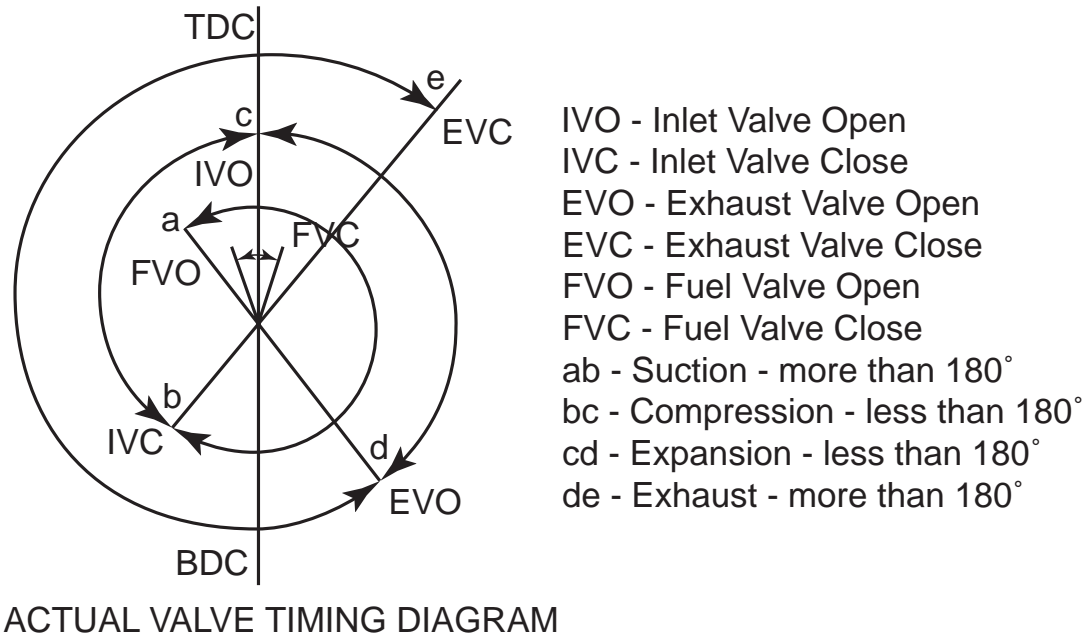 TDC
e
c
EVC
IVO
a
FVC
FVO
b
IVC
d
EVO
BDC
IVO - Inlet Valve Open
IVC - Inlet Valve Close
EVO - Exhaust Valve Open
EVC - Exhaust Valve Close
FVO - Fuel Valve Open
FVC - Fuel Valve Close
ab - Suction - more than 180°
bc - Compression - less than 180°
cd - Expansion - less than 180°
de - Exhaust - more than 180°
ACTUAL VALVE TIMING DIAGRAM